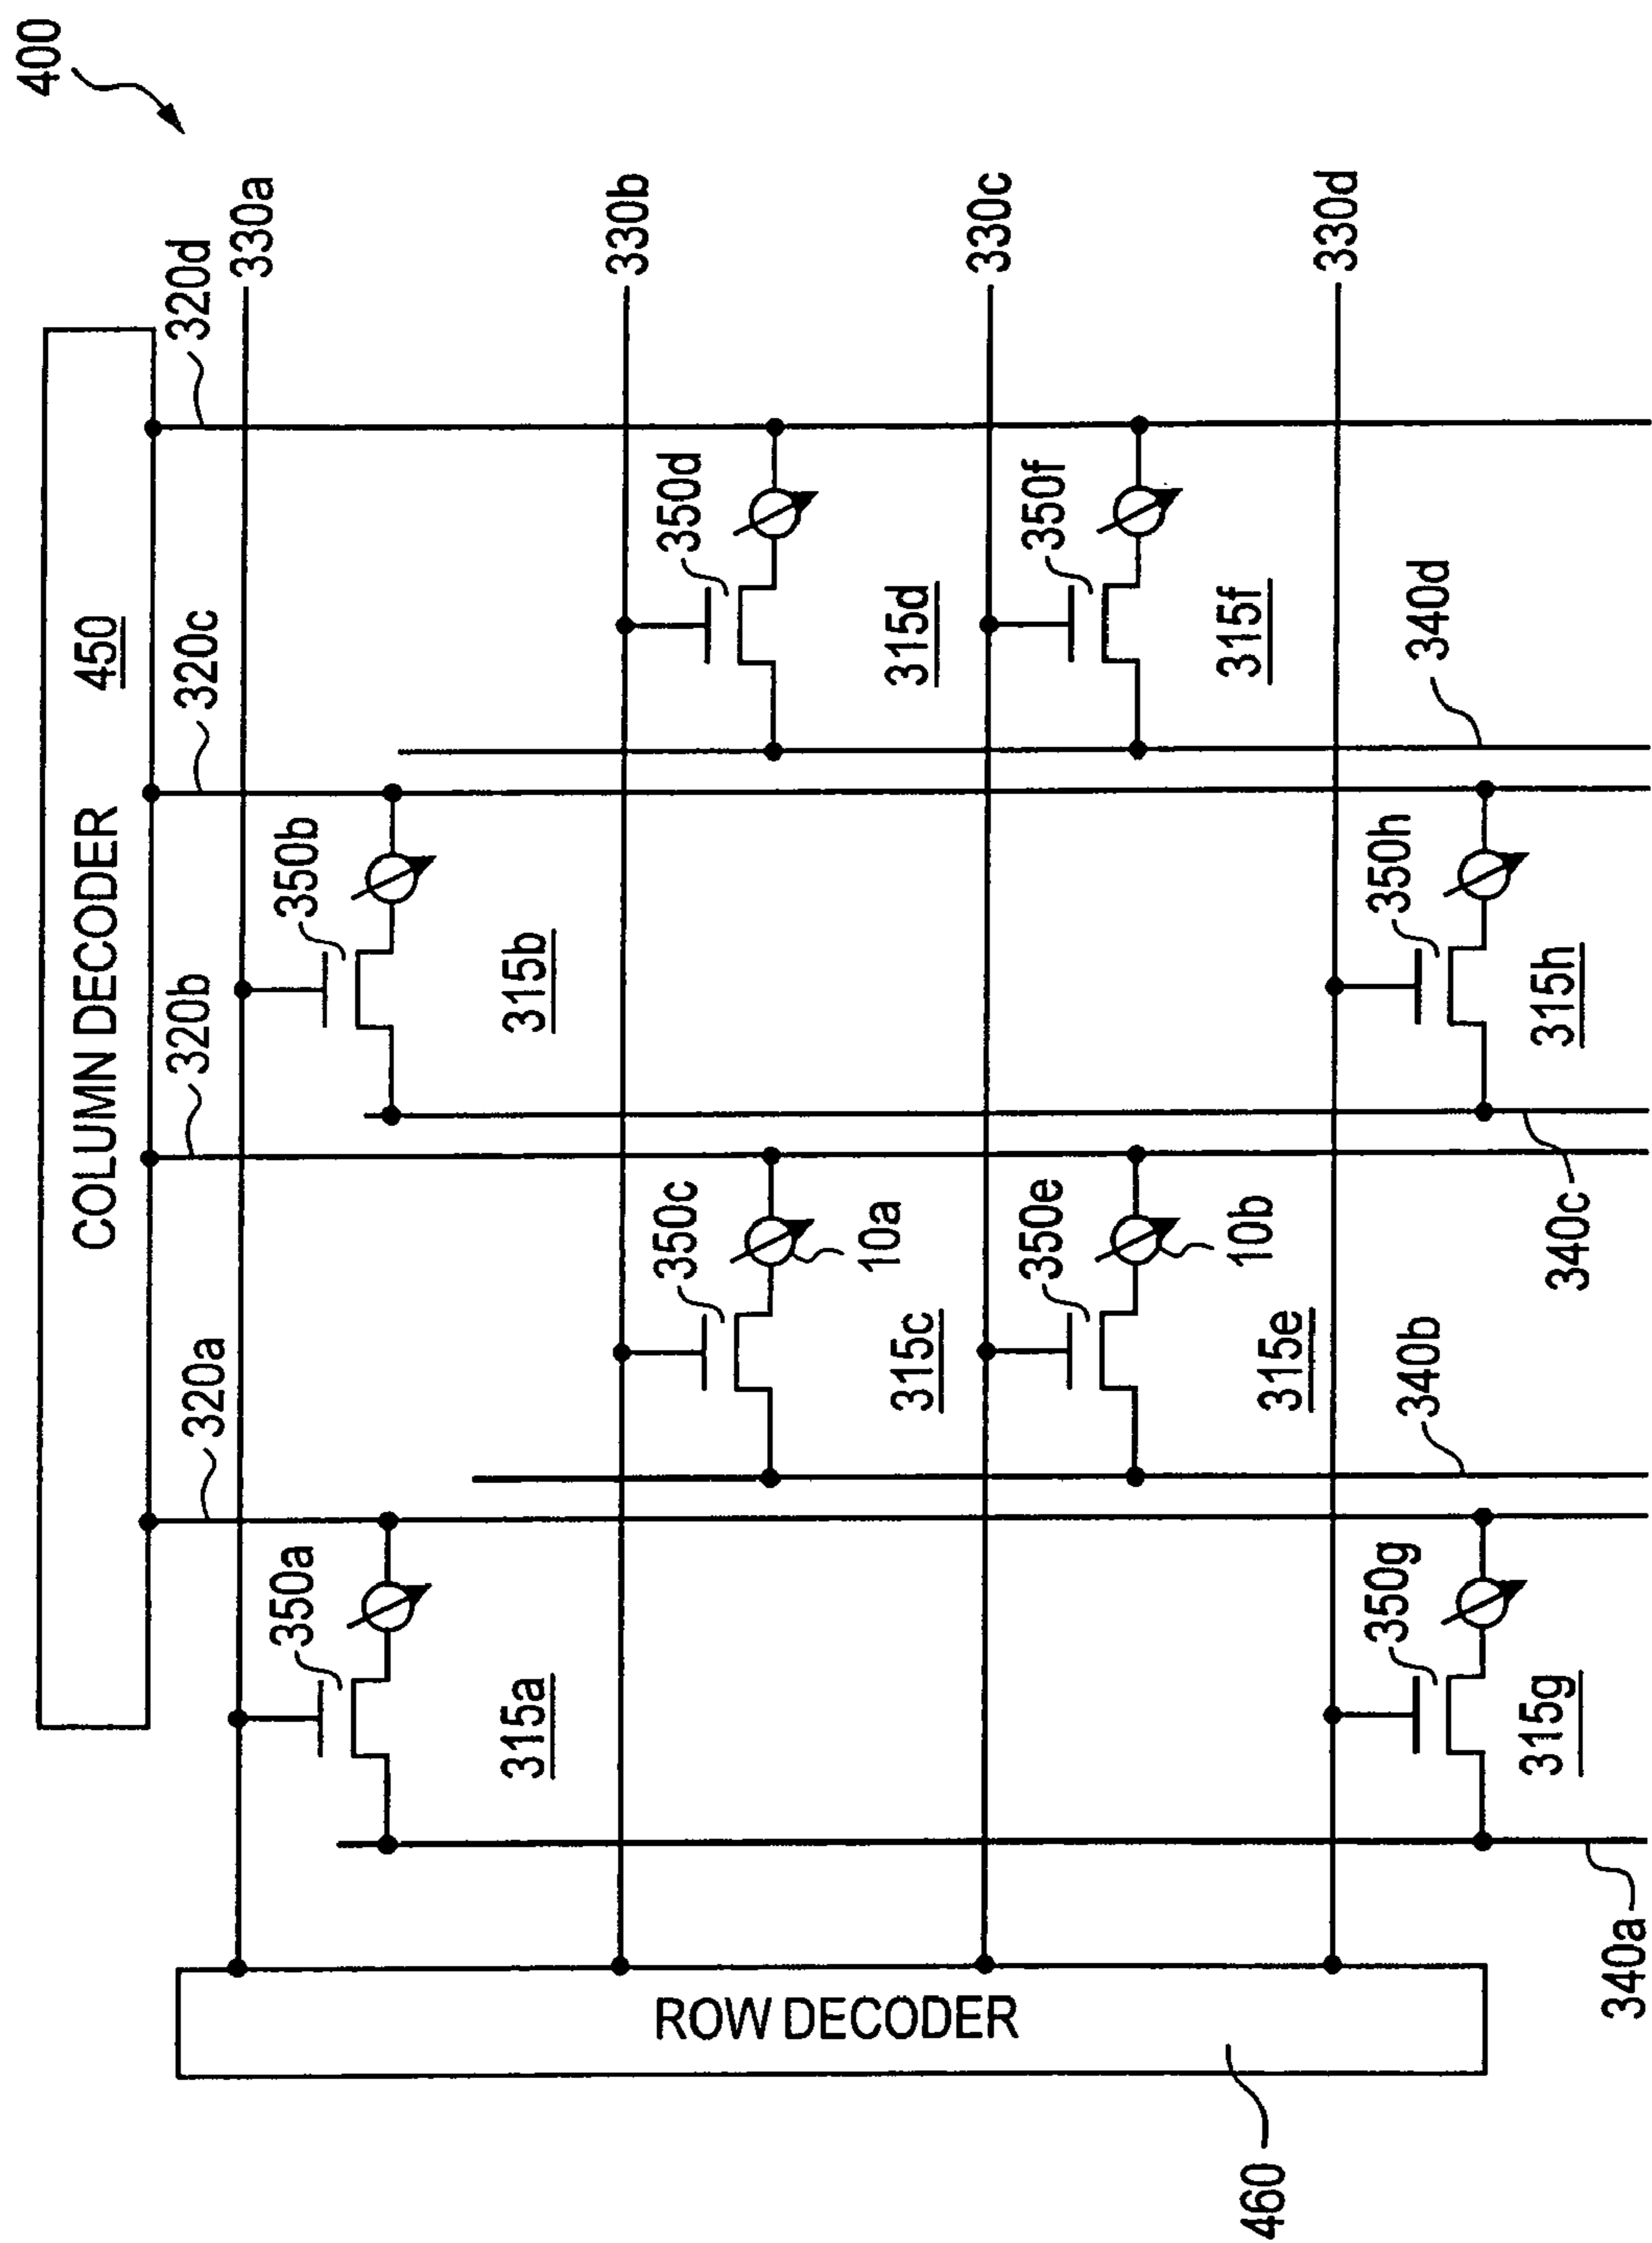 400
COLUMN DECODER 450
320a
320b
320c
320d
330a
330b
330c
330d
350a
315a
350b
315b
350c
10a
315c
350d
315d
350e
10b
315e
350f
315f
350g
315g
350h
315h
340a
340b
340c
340d
ROW DECODER
460